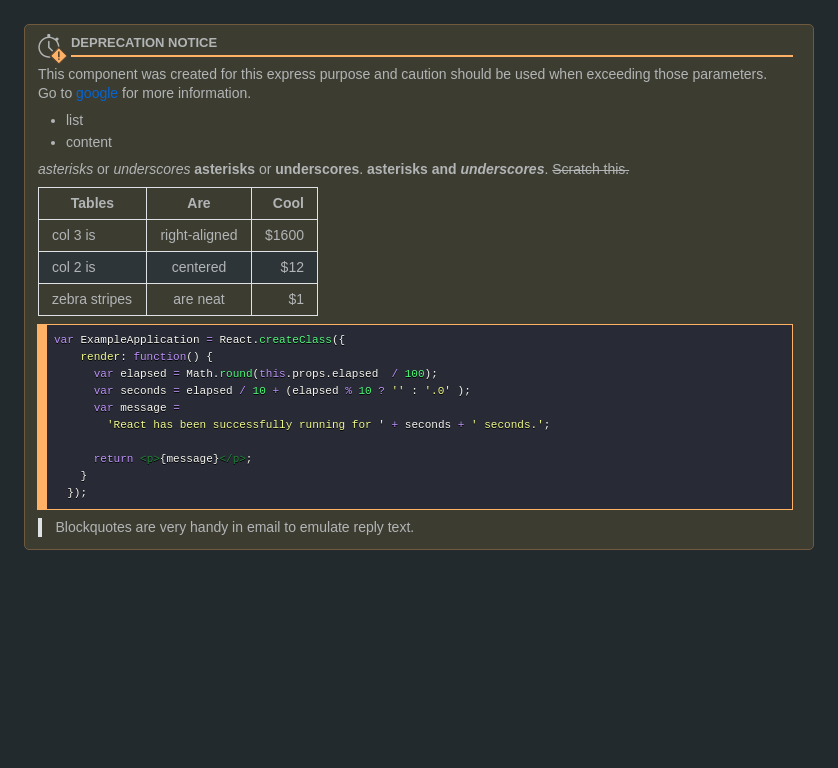 DEPRECATION NOTICE
This component was created for this express purpose and caution should be used when exceeding those parameters.
Go to google for more information.
• list
• content
asterisks or underscores asterisks or underscores. asterisks and underscores. Scratch this.
Tables Are Cool
col 3 is right-aligned $1600
col 2 is centered $12
zebra stripes are neat $1
var ExampleApplication = React.createClass({
    render: function() {
      var elapsed = Math.round(this.props.elapsed  / 100);
      var seconds = elapsed / 10 + (elapsed % 10 ? '' : '.0' );
      var message =
        'React has been successfully running for ' + seconds + ' seconds.';
      return <p>{message}</p>;
    }
  });
Blockquotes are very handy in email to emulate reply text.